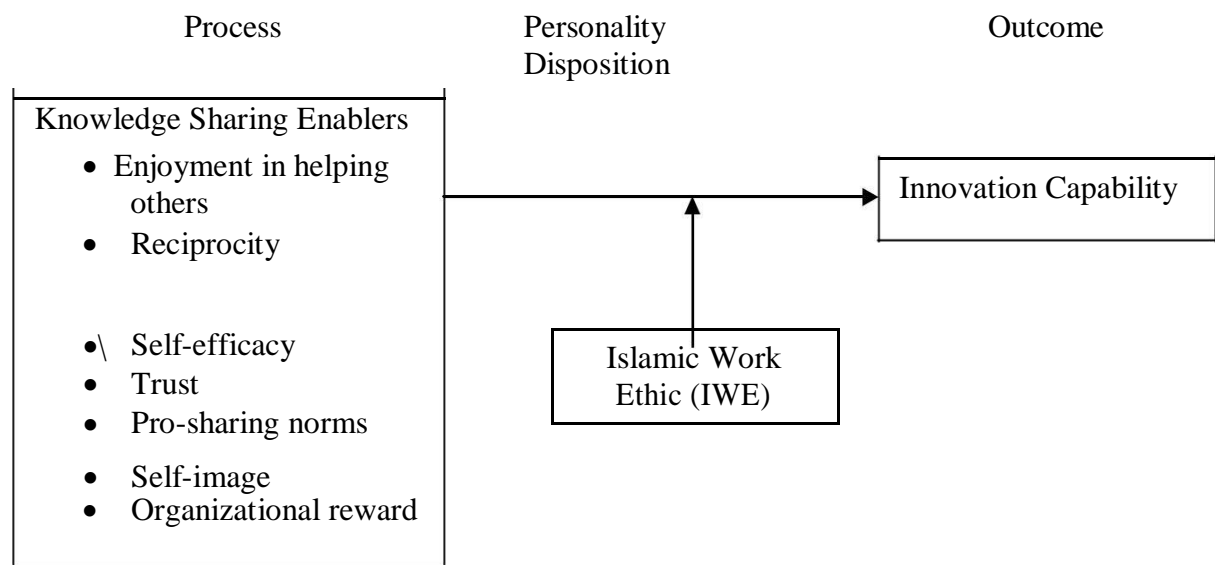 Process
Personality
Disposition
Outcome
Knowledge Sharing Enablers
• Enjoyment in helping
others
• Reciprocity
•\ Self-efficacy
• Trust
• Pro-sharing norms
• Self-image
• Organizational reward
Innovation Capability
Islamic Work
Ethic (IWE)